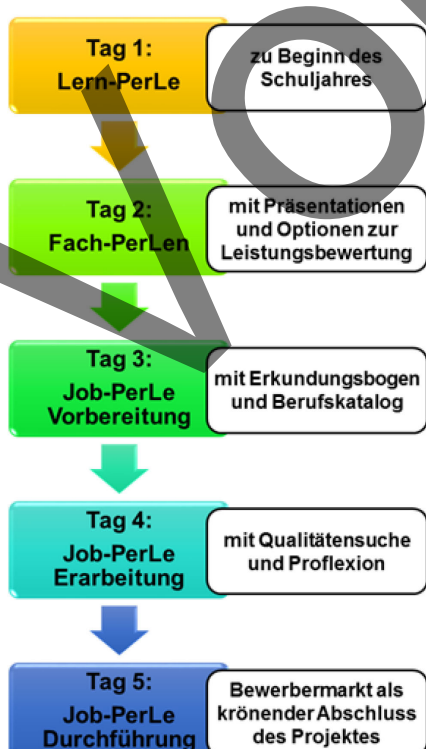 Tag 1:
Lern-PerLe
zu Beginn des
Schuljahres
Tag 2:
Fach-PerLen
mit Präsentationen
und Optionen zur
Leistungsbewertung
Tag 3:
Job-PerLe
Vorbereitung
mit Erkundungsbogen
und Berufskatalog
Tag 4:
Job-PerLe
Erarbeitung
mit Qualitätensuche
und Proflexion
Tag 5:
Job-PerLe
Durchführung
Bewerbermarkt als
krönender Abschluss
des Projektes